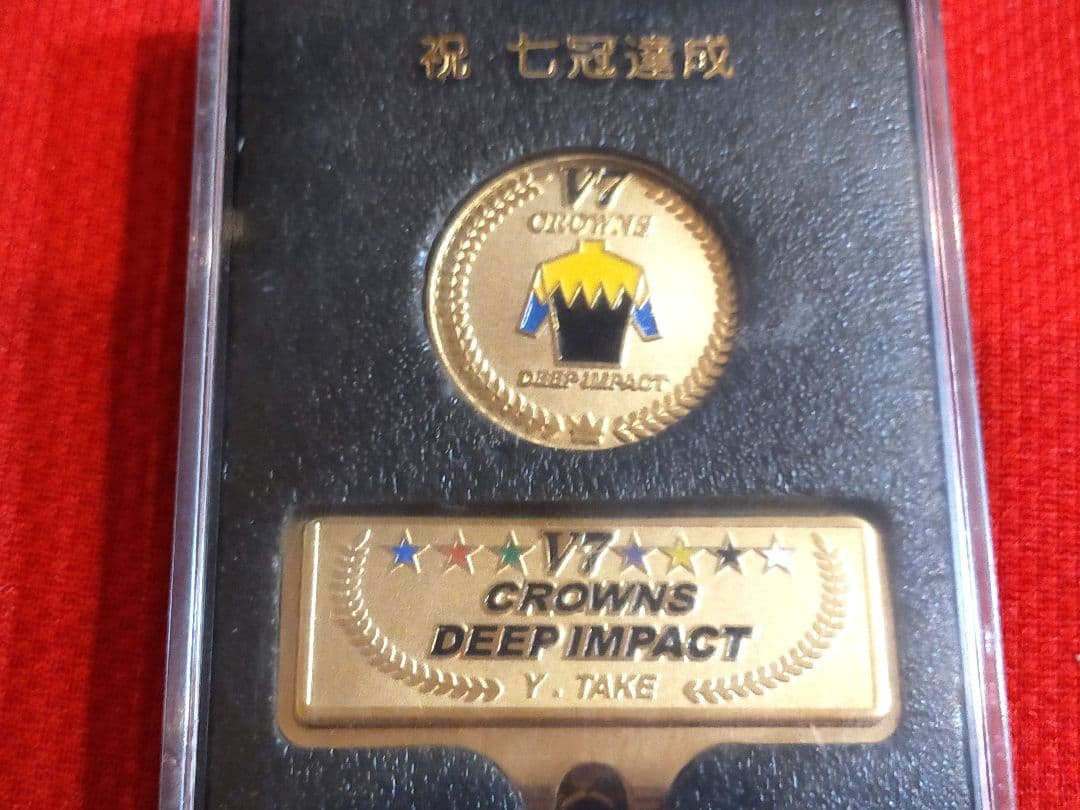 祝 七冠達成
V7
CROWNS
DEEP IMPACT
V7
CROWNS
DEEP IMPACT
Y. TAKE